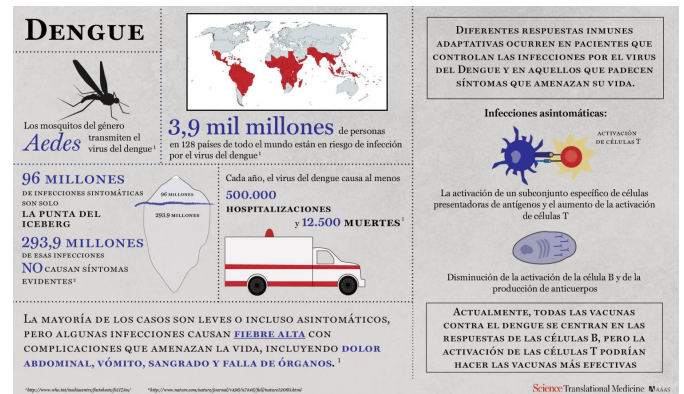 DENGUE
Los mosquitos del género
Aedes transmiten el
virus del dengue¹
3,9 mil millones de personas
en 128 países de todo el mundo están en riesgo de infección
por el virus del dengue¹
96 MILLONES
DE INFECCIONES SINTOMÁTICAS
SON SOLO
LA PUNTA DEL
ICEBERG
293,9 MILLONES
DE ESAS INFECCIONES
NO CAUSAN SÍNTOMAS
EVIDENTES²
96 MILLONES
293,9 MILLONES
Cada año, el virus del dengue causa al menos
500.000
HOSPITALIZACIONES
y 12.500 MUERTES¹
LA MAYORÍA DE LOS CASOS SON LEVES O INCLUSO ASINTOMÁTICOS,
PERO ALGUNAS INFECCIONES CAUSAN FIEBRE ALTA CON
COMPLICACIONES QUE AMENAZAN LA VIDA, INCLUYENDO DOLOR
ABDOMINAL, VÓMITO, SANGRADO Y FALLA DE ÓRGANOS. ¹
DIFERENTES RESPUESTAS INMUNES
ADAPTATIVAS OCURREN EN PACIENTES QUE
CONTROLAN LAS INFECCIONES POR EL VIRUS
DEL DENGUE Y EN AQUELLOS QUE PADECEN
SÍNTOMAS QUE AMENAZAN SU VIDA.
Infecciones asintomáticas:
ACTIVACIÓN
DE CÉLULAS T
La activación de un subconjunto específico de células
presentadoras de antígenos y el aumento de la activación
de células T
Disminución de la activación de la célula B y de la
producción de anticuerpos
ACTUALMENTE, TODAS LAS VACUNAS
CONTRA EL DENGUE SE CENTRAN EN LAS
RESPUESTAS DE LAS CÉLULAS B, PERO LA
ACTIVACIÓN DE LAS CÉLULAS T PODRÍAN
HACER LAS VACUNAS MÁS EFECTIVAS
Science Translational Medicine AAAS